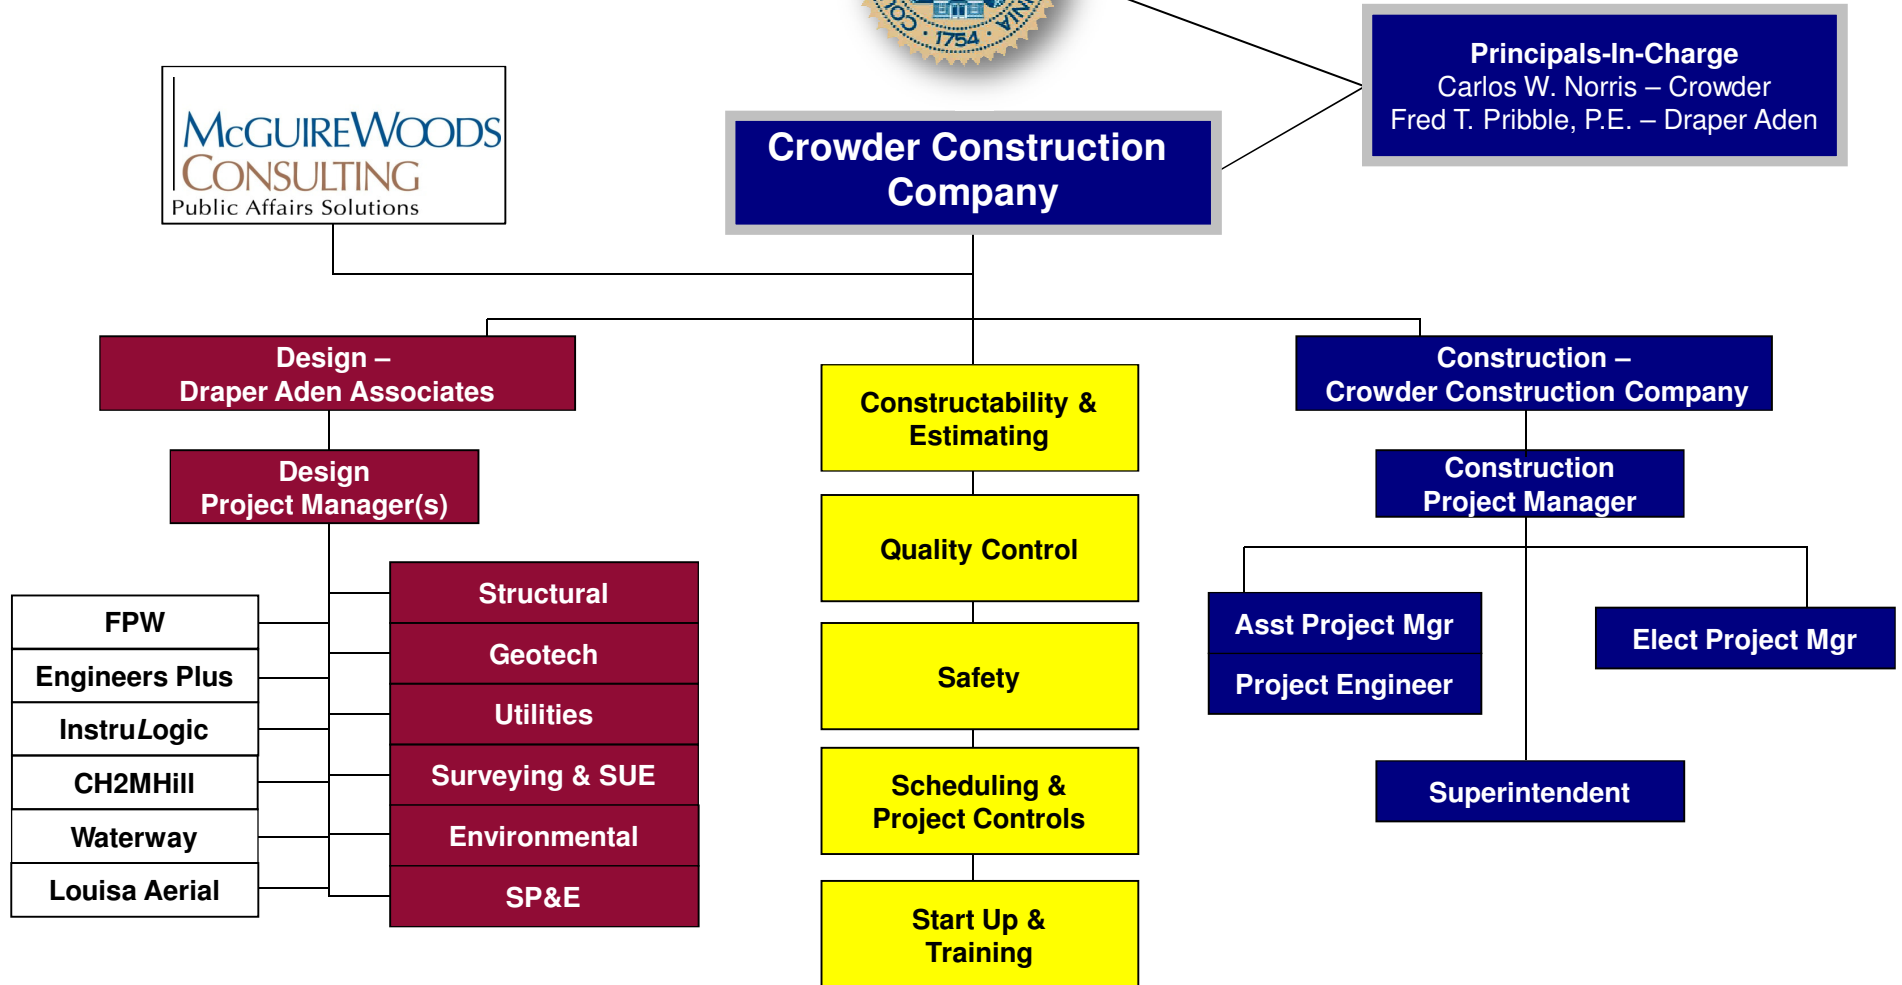 COU
NIA
· 1754 ·
Principals-In-Charge
Carlos W. Norris – Crowder
Fred T. Pribble, P.E. – Draper Aden
McGUIREWOODS
CONSULTING
Public Affairs Solutions
Crowder Construction
Company
Design –
Draper Aden Associates
Design
Project Manager(s)
FPW
Engineers Plus
InstruLogic
CH2MHill
Waterway
Louisa Aerial
Structural
Geotech
Utilities
Surveying & SUE
Environmental
SP&E
Constructability &
Estimating
Quality Control
Safety
Scheduling &
Project Controls
Start Up &
Training
Construction –
Crowder Construction Company
Construction
Project Manager
Asst Project Mgr
Project Engineer
Elect Project Mgr
Superintendent